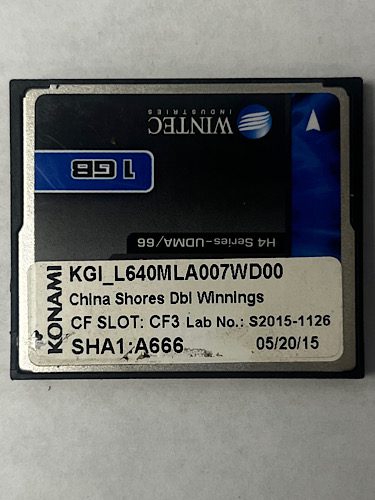 WINTEC
INDUSTRIES
1 GB
H4 Series-UDMA/66
KONAMI
KGI_L640MLA007WD00
China Shores Dbl Winnings
CF SLOT: CF3 Lab No.: S2015-1126
SHA1:A666 05/20/15